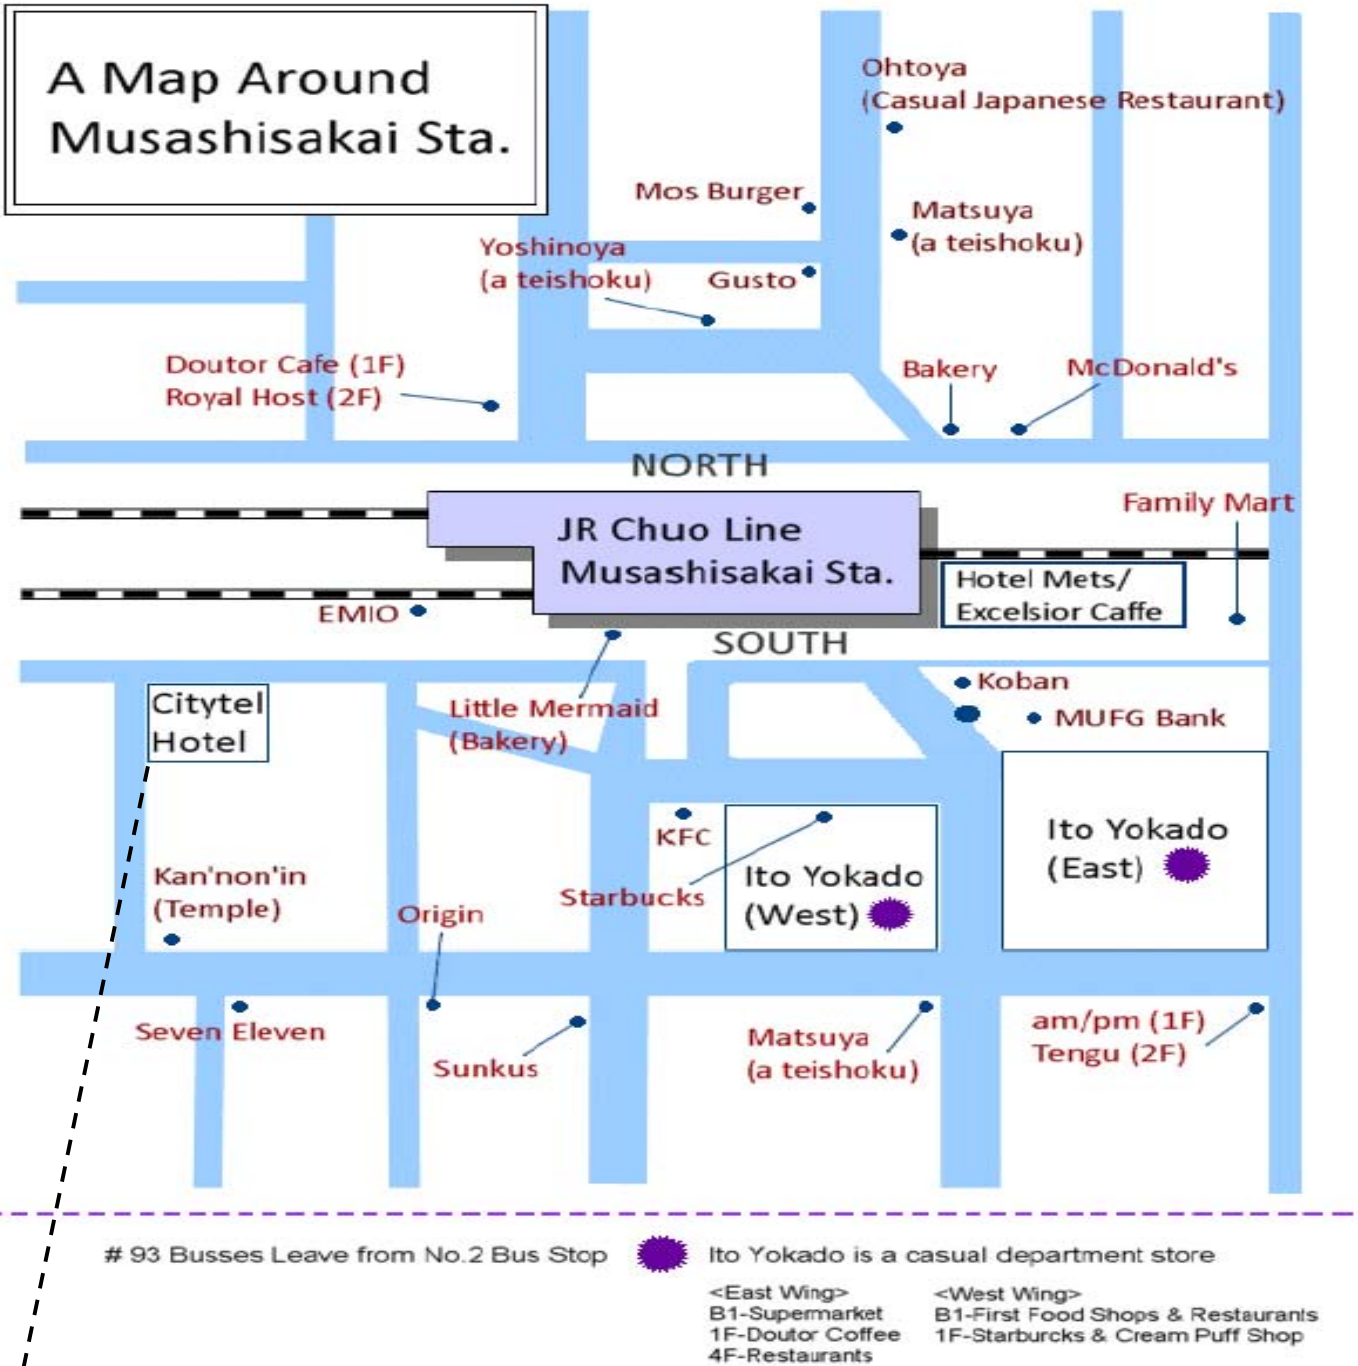 A Map Around
Musashisakai Sta.
Ohtoya
(Casual Japanese Restaurant)
Mos Burger
Matsuya
(a teishoku)
Yoshinoya
(a teishoku)
Gusto
Doutor Cafe (1F)
Royal Host (2F)
Bakery
McDonald's
NORTH
Family Mart
JR Chuo Line
Musashisakai Sta.
Hotel Mets/
Excelsior Caffe
EMIO
SOUTH
Koban
Citytel
Hotel
Little Mermaid
(Bakery)
MUFG Bank
KFC
Ito Yokado
(East)
Kan'non'in
(Temple)
Origin
Starbucks
Ito Yokado
(West)
Seven Eleven
Sunkus
Matsuya
(a teishoku)
am/pm (1F)
Tengu (2F)
# 93 Busses Leave from No.2 Bus Stop
Ito Yokado is a casual department store
<East Wing>
B1-Supermarket
1F-Doutor Coffee
4F-Restaurants
<West Wing>
B1-First Food Shops & Restaurants
1F-Starburcks & Cream Puff Shop